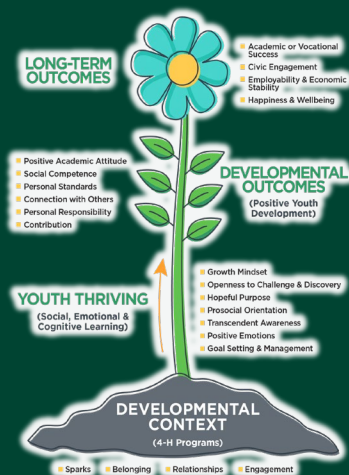 LONG-TERM
OUTCOMES
Academic or Vocational
Success
Civic Engagement
Employability & Economic
Stability
Happiness & Wellbeing
Positive Academic Attitude
Social Competence
Personal Standards
Connection with Others
Personal Responsibility
Contribution
DEVELOPMENTAL
OUTCOMES
(Positive Youth
Development)
YOUTH THRIVING
(Social, Emotional &
Cognitive Learning)
Growth Mindset
Openness to Challenge & Discovery
Hopeful Purpose
Prosocial Orientation
Transcendent Awareness
Positive Emotions
Goal Setting & Management
DEVELOPMENTAL
CONTEXT
(4-H Programs)
Sparks Belonging Relationships Engagement